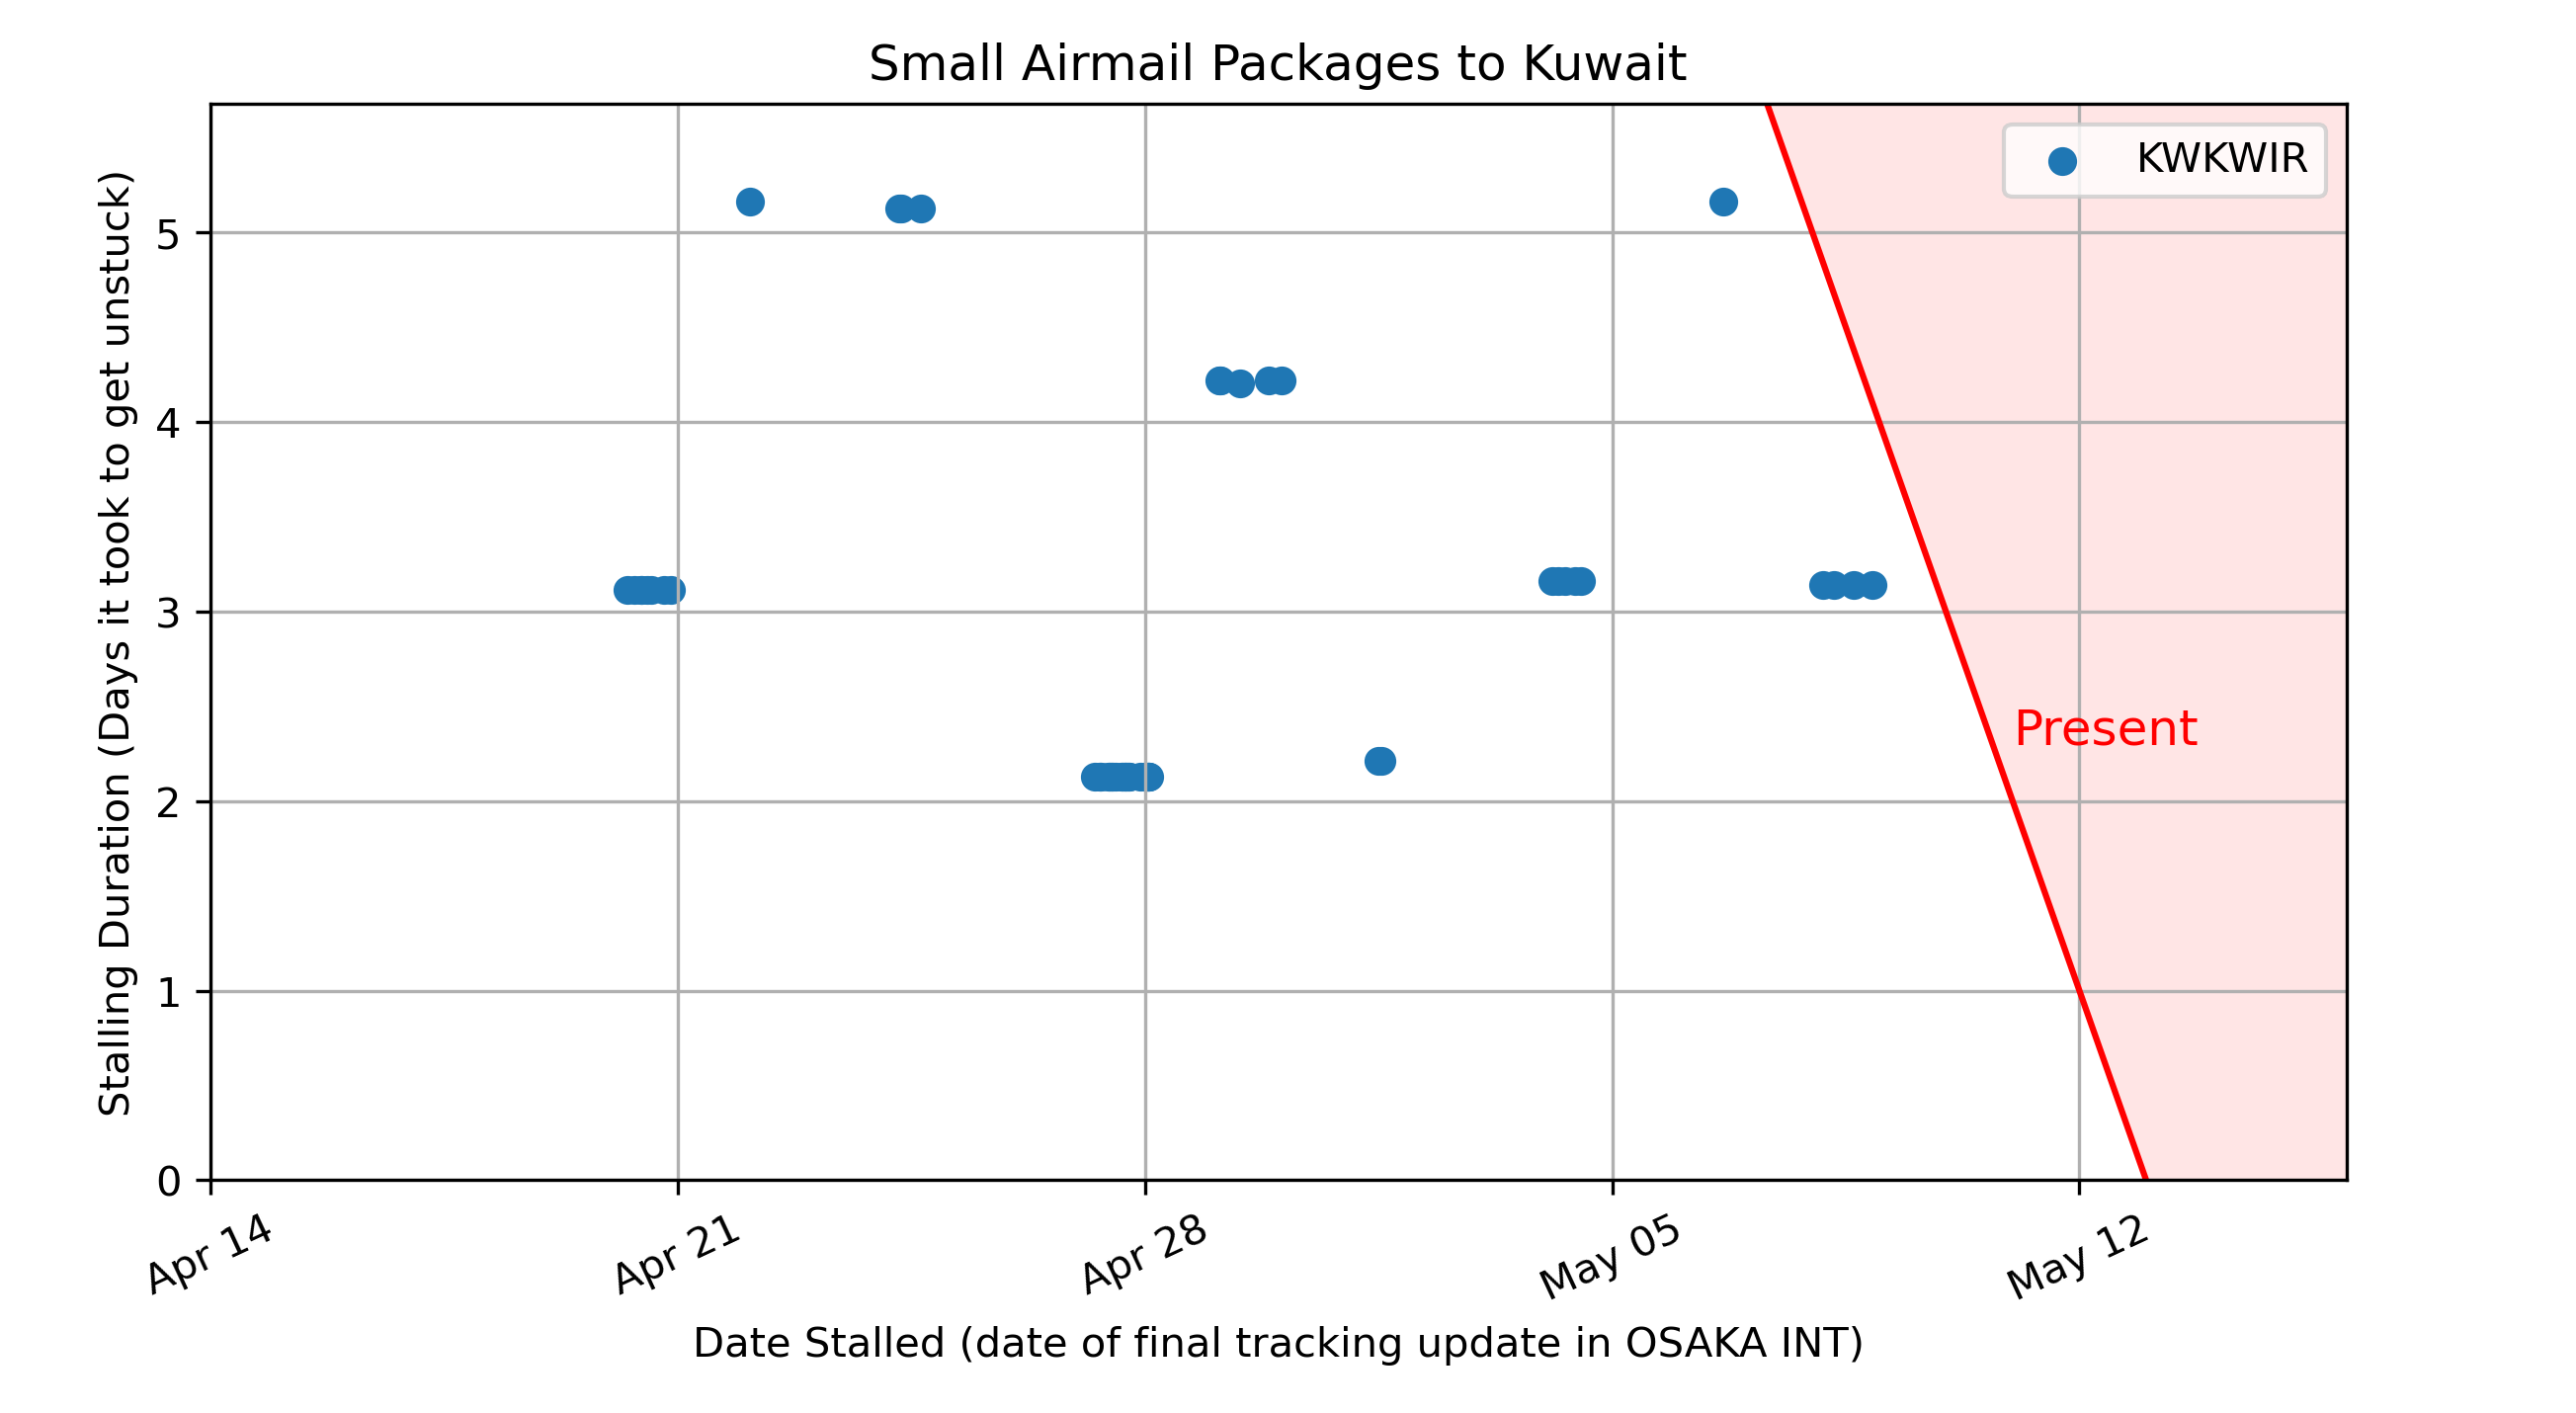 Small Airmail Packages to Kuwait
KWKWIR
Stalling Duration (Days it took to get unstuck)
5
4
3
2
1
0
Present
Apr 14
Apr 21
Apr 28
May 05
May 12
Date Stalled (date of final tracking update in OSAKA INT)